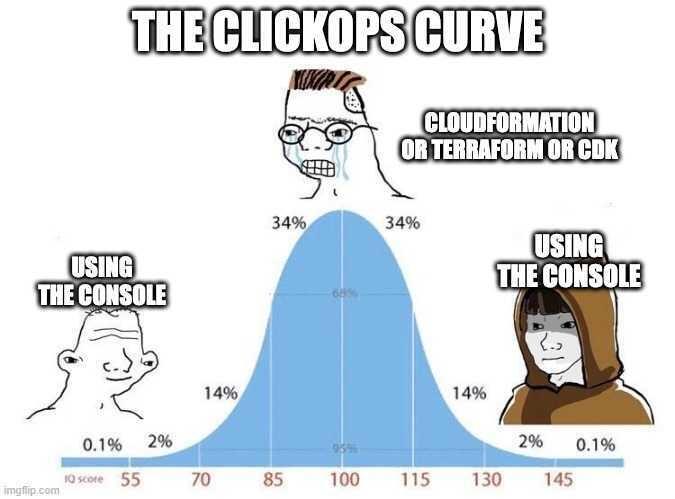 THE CLICKOPS CURVE
CLOUDFORMATION
OR TERRAFORM OR CDK
34%
34%
USING
THE CONSOLE
USING
THE CONSOLE
68%
14%
14%
0.1%
2%
95%
2%
0.1%
IQ score
55
70
85
100
115
130
145
imgflip.com